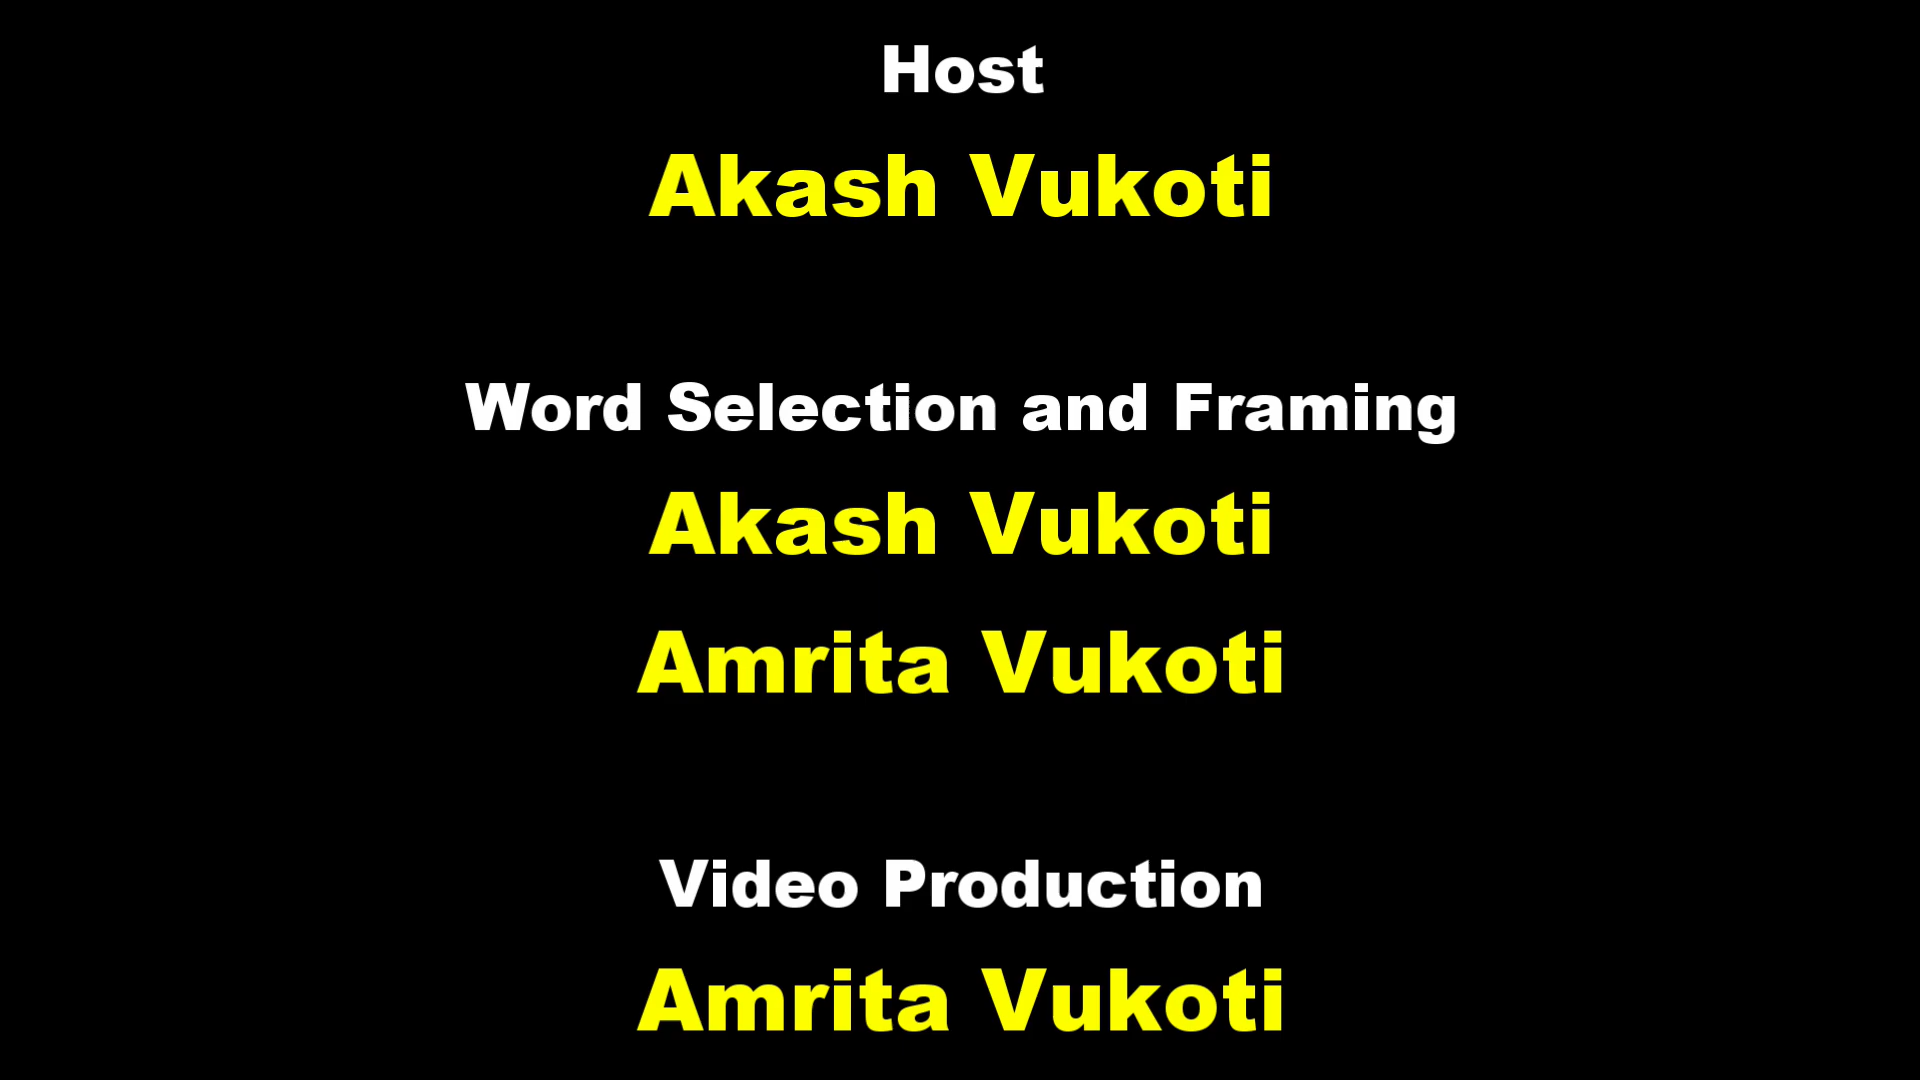 Host
Akash Vukoti
Word Selection and Framing
Akash Vukoti
Amrita Vukoti
Video Production
Amrita Vukoti